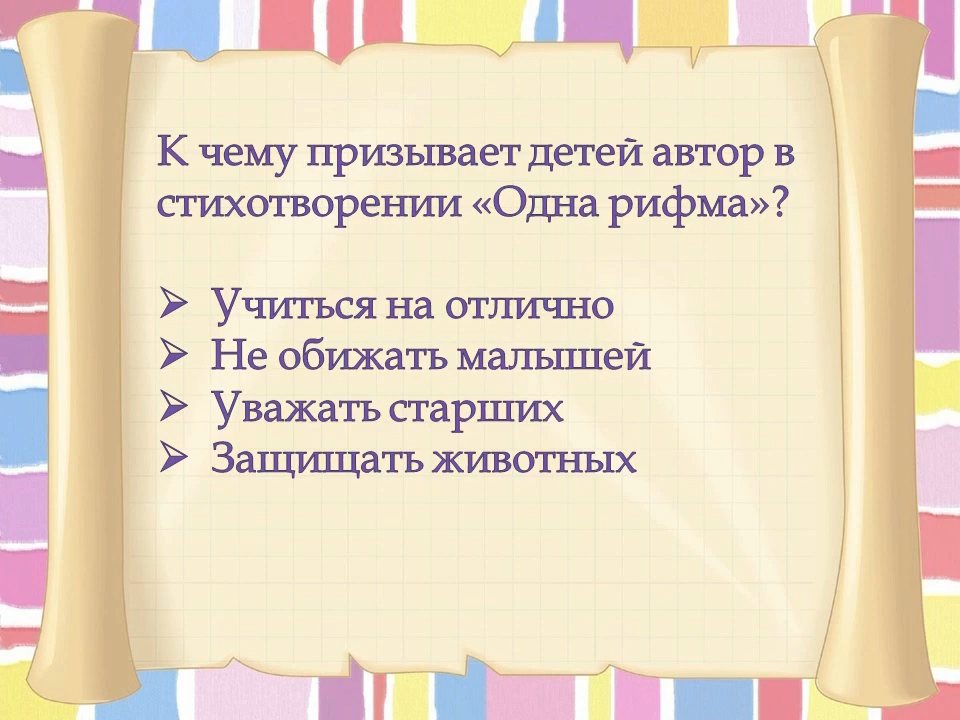 К чему призывает детей автор в
стихотворении «Одна рифма»?
➢ Учиться на отлично
➢ Не обижать малышей
➢ Уважать старших
➢ Защищать животных